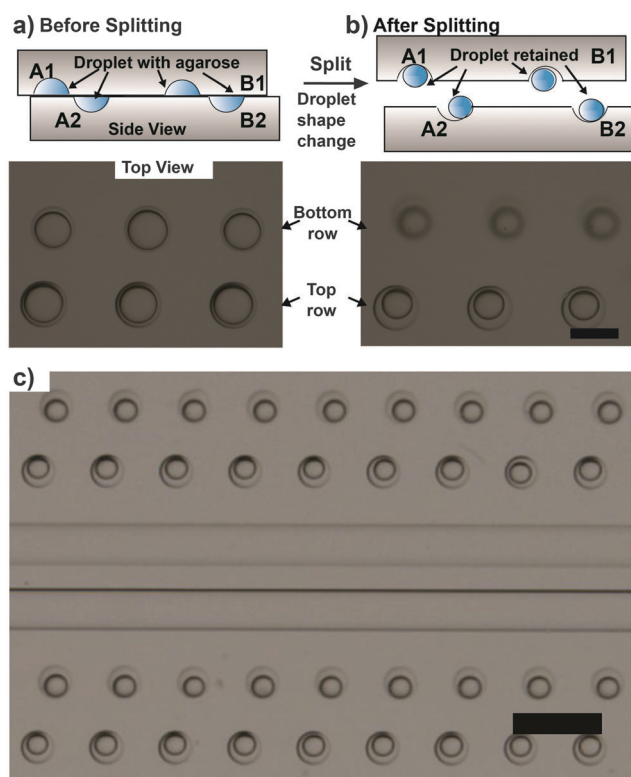 a) Before Splitting
A1
Droplet with agarose
B1
A2
Side View
B2
Top View
Split
Droplet
shape
change
Bottom
row
Top
row
b) After Splitting
A1
Droplet retained
B1
A2
B2
c)